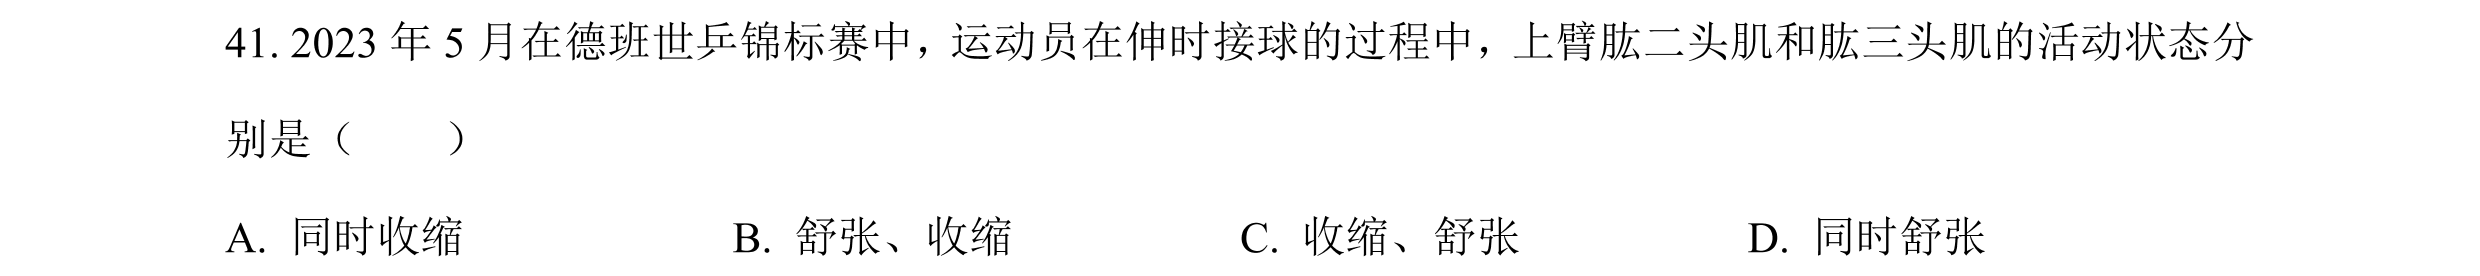 41. 2023 年 5 月在德班世乒锦标赛中，运动员在伸时接球的过程中，上臂肱二头肌和肱三头肌的活动状态分
别是（　　）
A. 同时收缩 B. 舒张、收缩 C. 收缩、舒张 D. 同时舒张